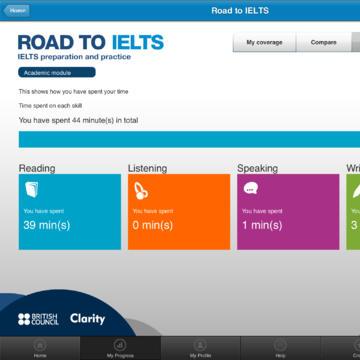 Home
Road to IELTS
ROAD TO IELTS
IELTS preparation and practice
Academic module
My coverage
Compare
This shows how you have spent your time
Time spent on each skill
You have spent 44 minute(s) in total
Reading
Listening
Speaking
Wri
You have spent
39 min(s)
You have spent
0 min(s)
You have spent
1 min(s)
You
3
BRITISH
COUNCIL
Clarity
Home
My Progress
My Profile
Help